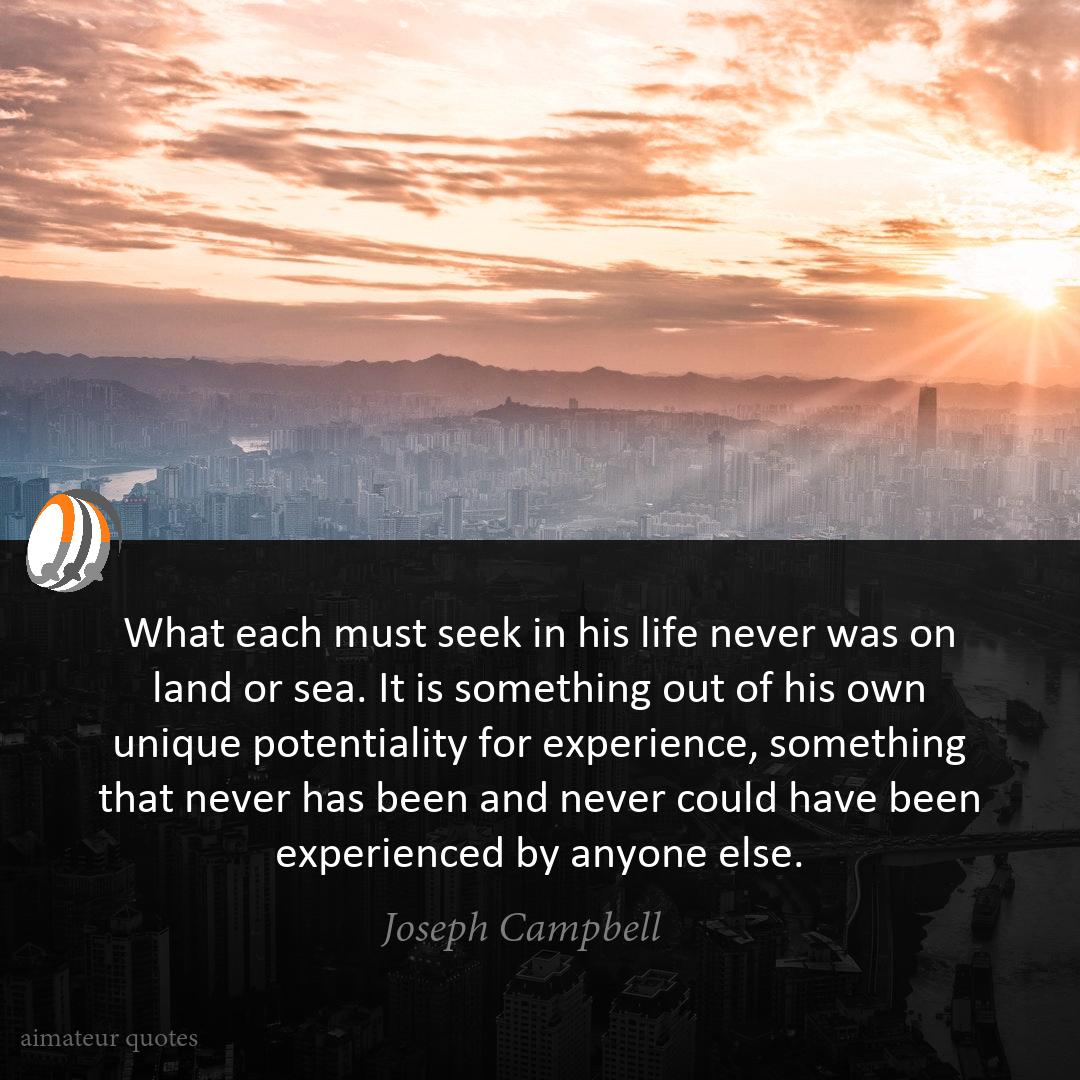 What each must seek in his life never was on
land or sea. It is something out of his own
unique potentiality for experience, something
that never has been and never could have been
experienced by anyone else.
Joseph Campbell
aimateur quotes